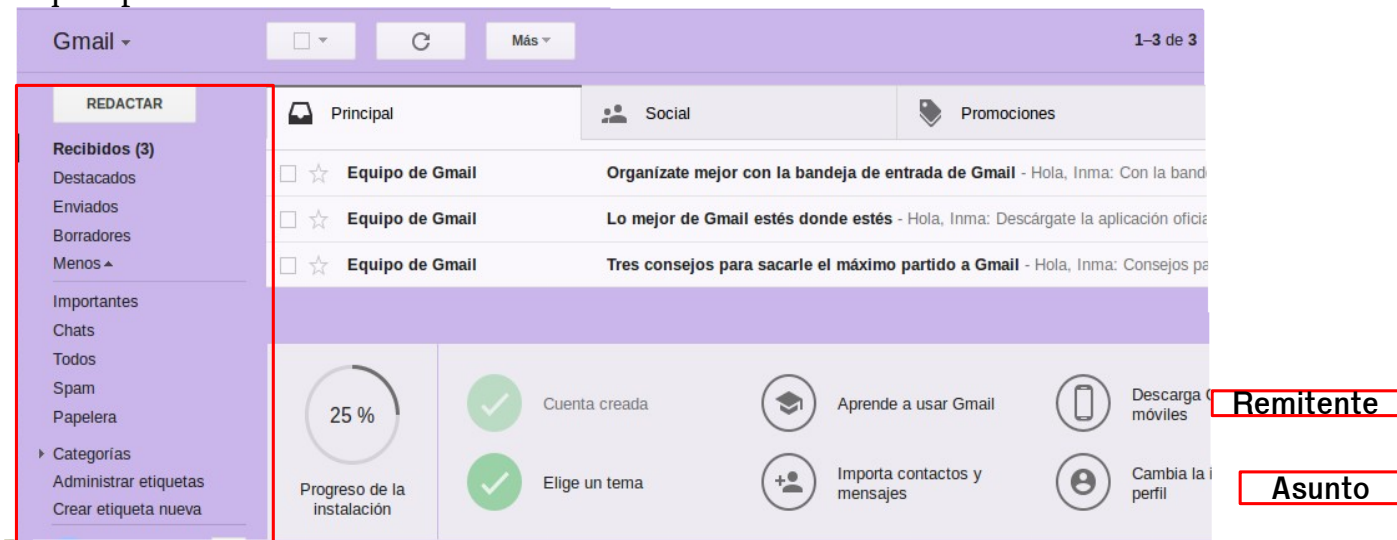 Gmail
Más
1–3 de 3
REDACTAR
Recibidos (3)
Destacados
Enviados
Borradores
Menos
Importantes
Chats
Todos
Spam
Papelera
Categorías
Administrar etiquetas
Crear etiqueta nueva
Principal
Social
Promociones
Equipo de Gmail
Organízate mejor con la bandeja de entrada de Gmail - Hola, Inma: Con la
Equipo de Gmail
Lo mejor de Gmail estés donde estés - Hola, Inma: Descárgate la aplicación
Equipo de Gmail
Tres consejos para sacarle el máximo partido a Gmail - Hola, Inma: Consejos
25 %
Progreso de la
instalación
Cuenta creada
Aprende a usar Gmail
Descarga
móviles
Elige un tema
Importa contactos y
mensajes
Cambia la
perfil
Remitente
Asunto